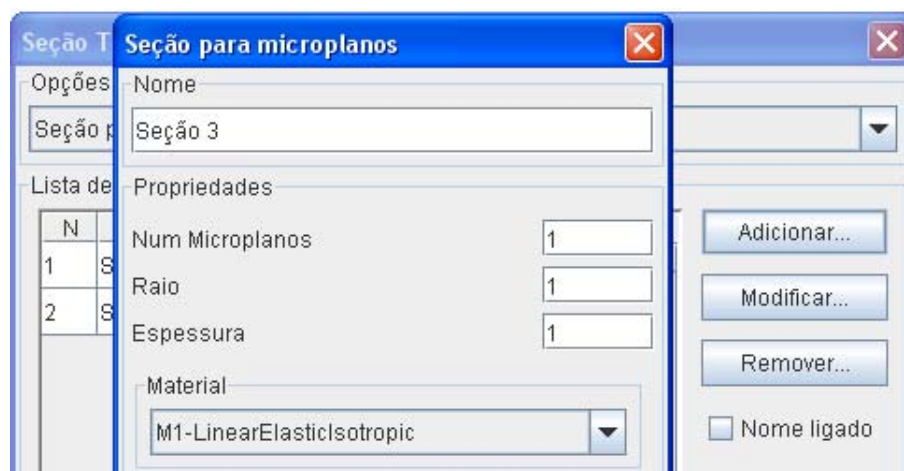 Seção T
Seção para microplanos
Opções
Nome
Seção p
Seção 3
Lista de
Propriedades
N
Num Microplanos
1
Adicionar...
1
S
Raio
1
Modificar...
2
S
Espessura
1
Remover...
Material
M1-LinearElasticIsotropic
Nome ligado